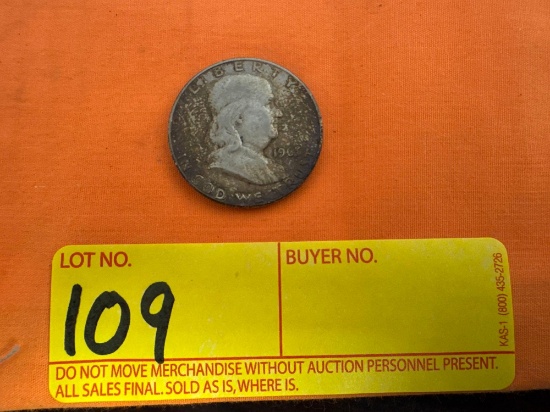 LIBERTY
IN GOD WE TRUST
LOT NO.
109
BUYER NO.
KAS-1 (800) 435-2726
DO NOT MOVE MERCHANDISE WITHOUT AUCTION PERSONNEL PRESENT.
ALL SALES FINAL. SOLD AS IS, WHERE IS.